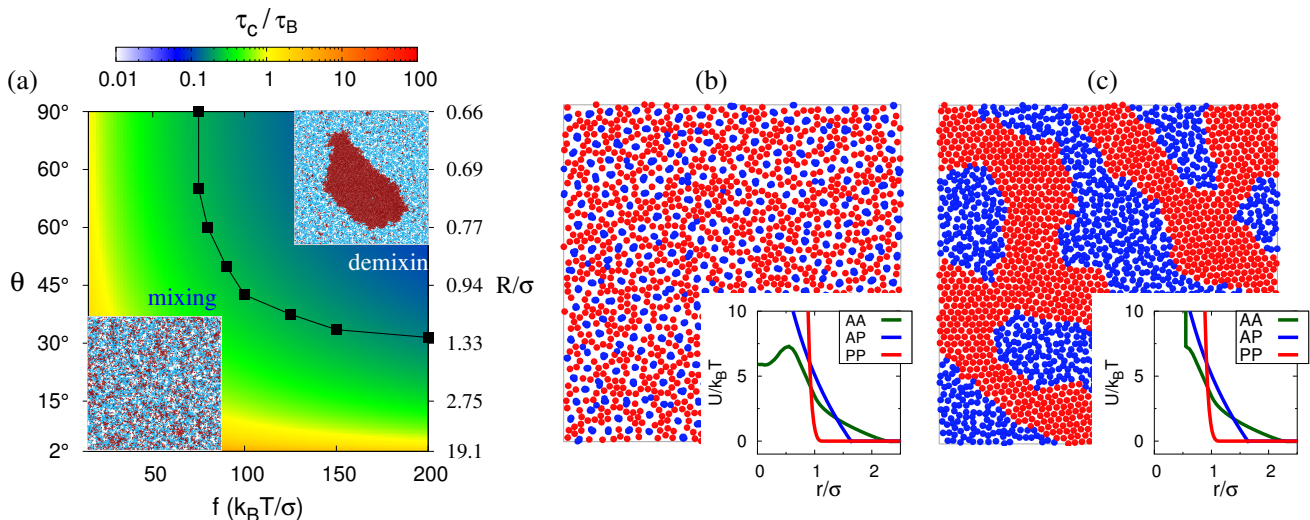 τc / τB
0.01 0.1 1 10 100
(a) (b) (c)
90° 0.66
60° 0.69
60° 0.77
45° 0.94
30° 1.33
15° 2.75
2° 19.1
θ R/σ
demixin
mixing
50 100 150 200
f (kBT/σ)
10
5
0
U/kBT
AA
AP
PP
0 1 2
r/σ
10
5
0
U/kBT
AA
AP
PP
0 1 2
r/σ